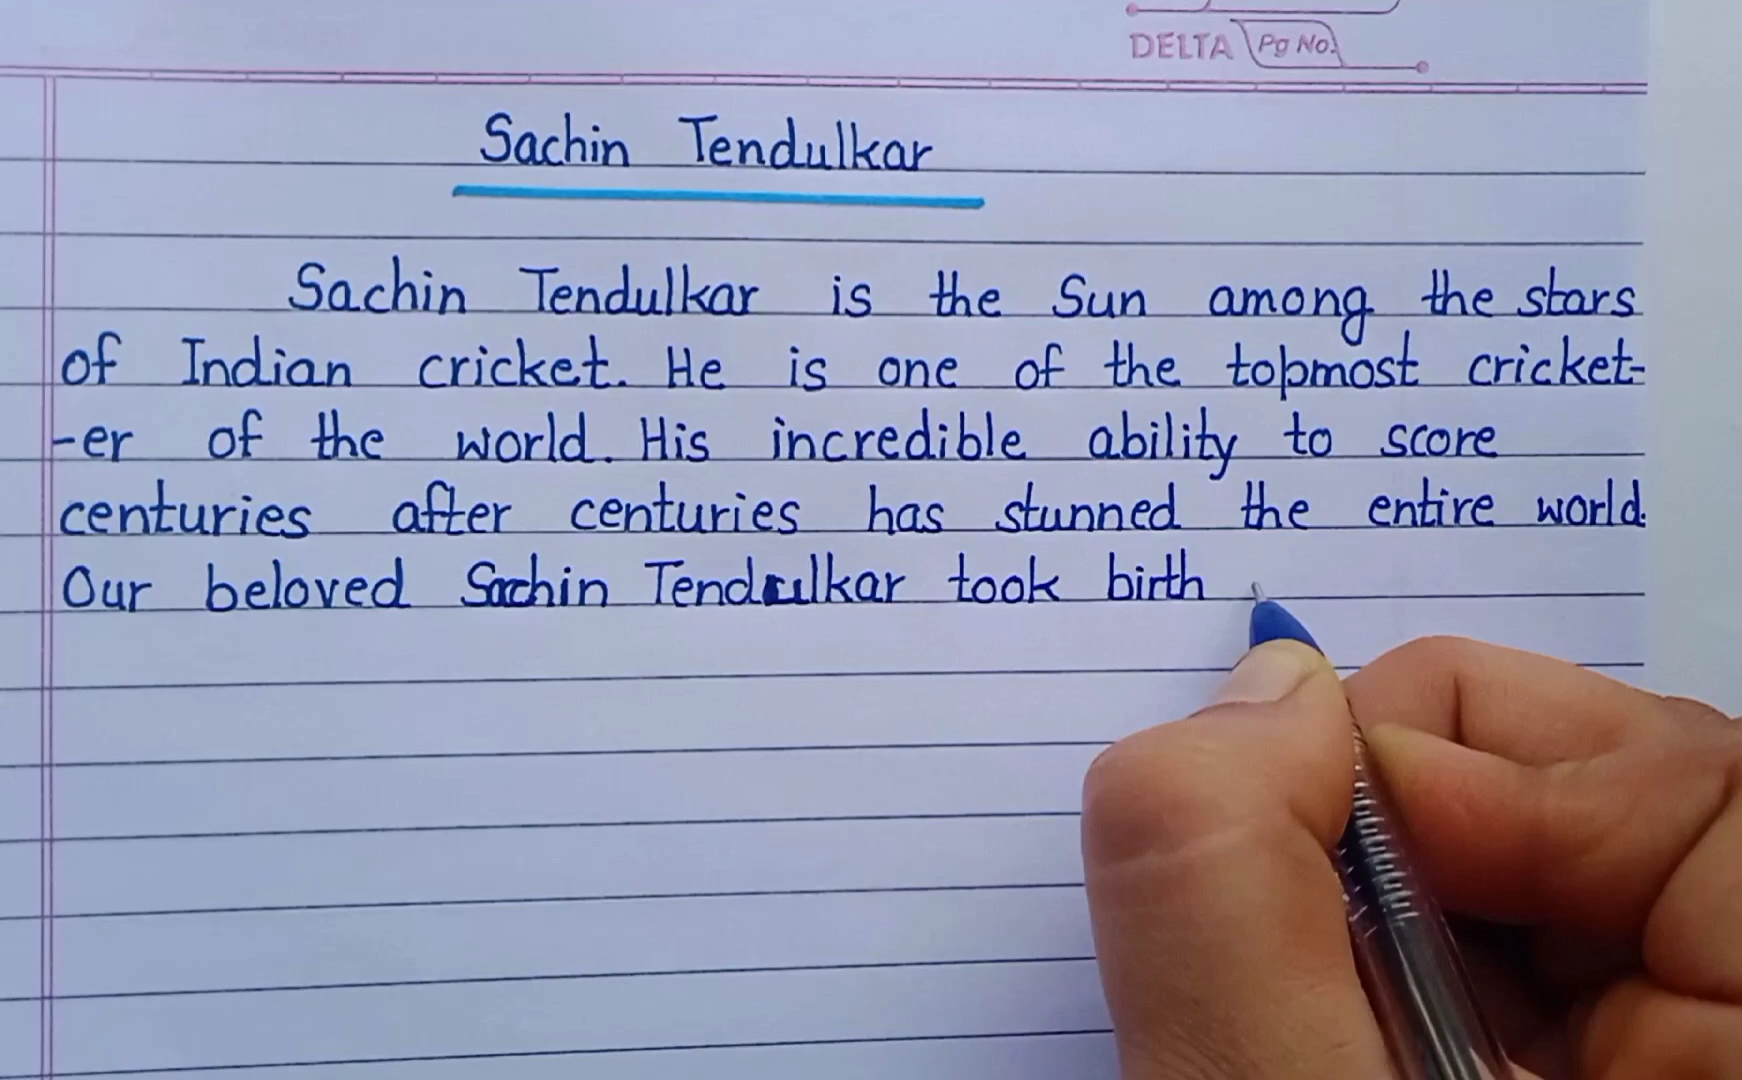 DELTA Pg No.
Sachin Tendulkar
Sachin Tendulkar is the Sun among the stars
of Indian cricket. He is one of the topmost cricket-
-er of the world. His incredible ability to score
centuries after centuries has stunned the entire world.
Our beloved Sachin Tendulkar took birth